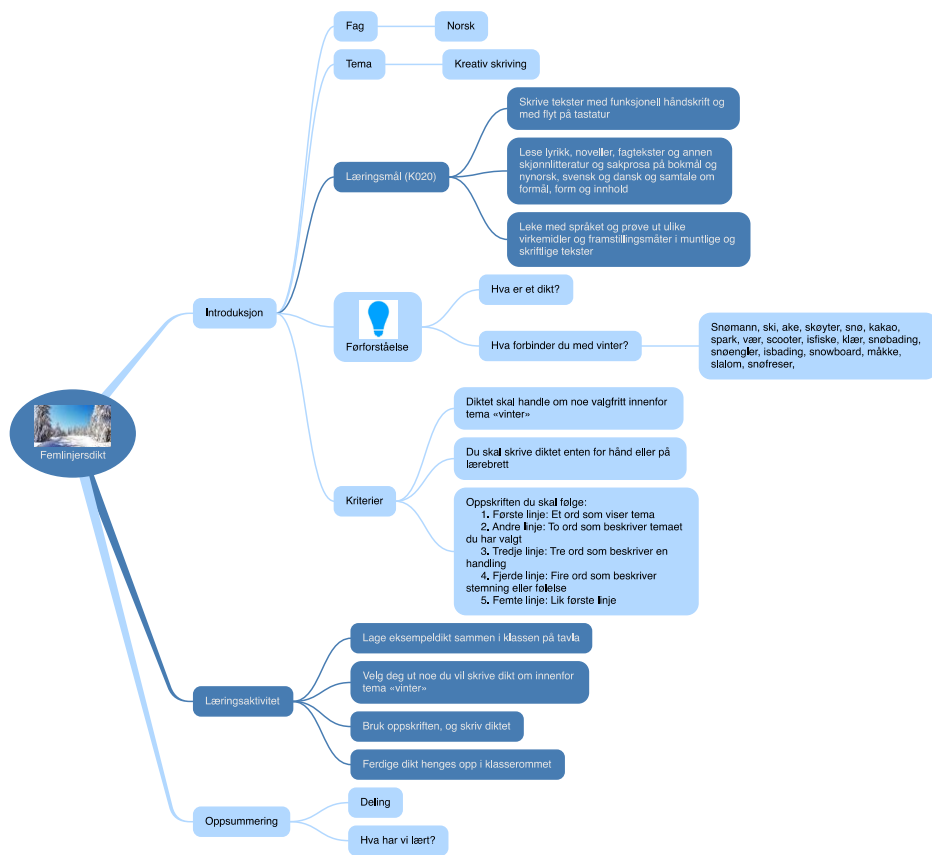 Femlinjersdikt
Introduksjon
Fag
Norsk
Tema
Kreativ skriving
Læringsmål (K020)
Skrive tekster med funksjonell håndskrift og
med flyt på tastatur
Lese lyrikk, noveller, fagtekster og annen
skjønnlitteratur og sakprosa på bokmål og
nynorsk, svensk og dansk og samtale om
formål, form og innhold
Leke med språket og prøve ut ulike
virkemidler og framstillingsmåter i muntlige og
skriftlige tekster
Førforståelse
Hva er et dikt?
Hva forbinder du med vinter?
Snømann, ski, ake, skøyter, snø, kakao,
spark, vær, scooter, isfiske, klær, snøbading,
snøengler, isbading, snowboard, måkke,
slalom, snøfreser,
Kriterier
Diktet skal handle om noe valgfritt innenfor
tema «vinter»
Du skal skrive diktet enten for hånd eller på
lærebrett
Oppskriften du skal følge:
1. Første linje: Et ord som viser tema
2. Andre linje: To ord som beskriver temaet
du har valgt
3. Tredje linje: Tre ord som beskriver en
handling
4. Fjerde linje: Fire ord som beskriver
stemning eller følelse
5. Femte linje: Lik første linje
Læringsaktivitet
Lage eksempeldikt sammen i klassen på tavla
Velg deg ut noe du vil skrive dikt om innenfor
tema «vinter»
Bruk oppskriften, og skriv diktet
Ferdige dikt henges opp i klasserommet
Oppsummering
Deling
Hva har vi lært?